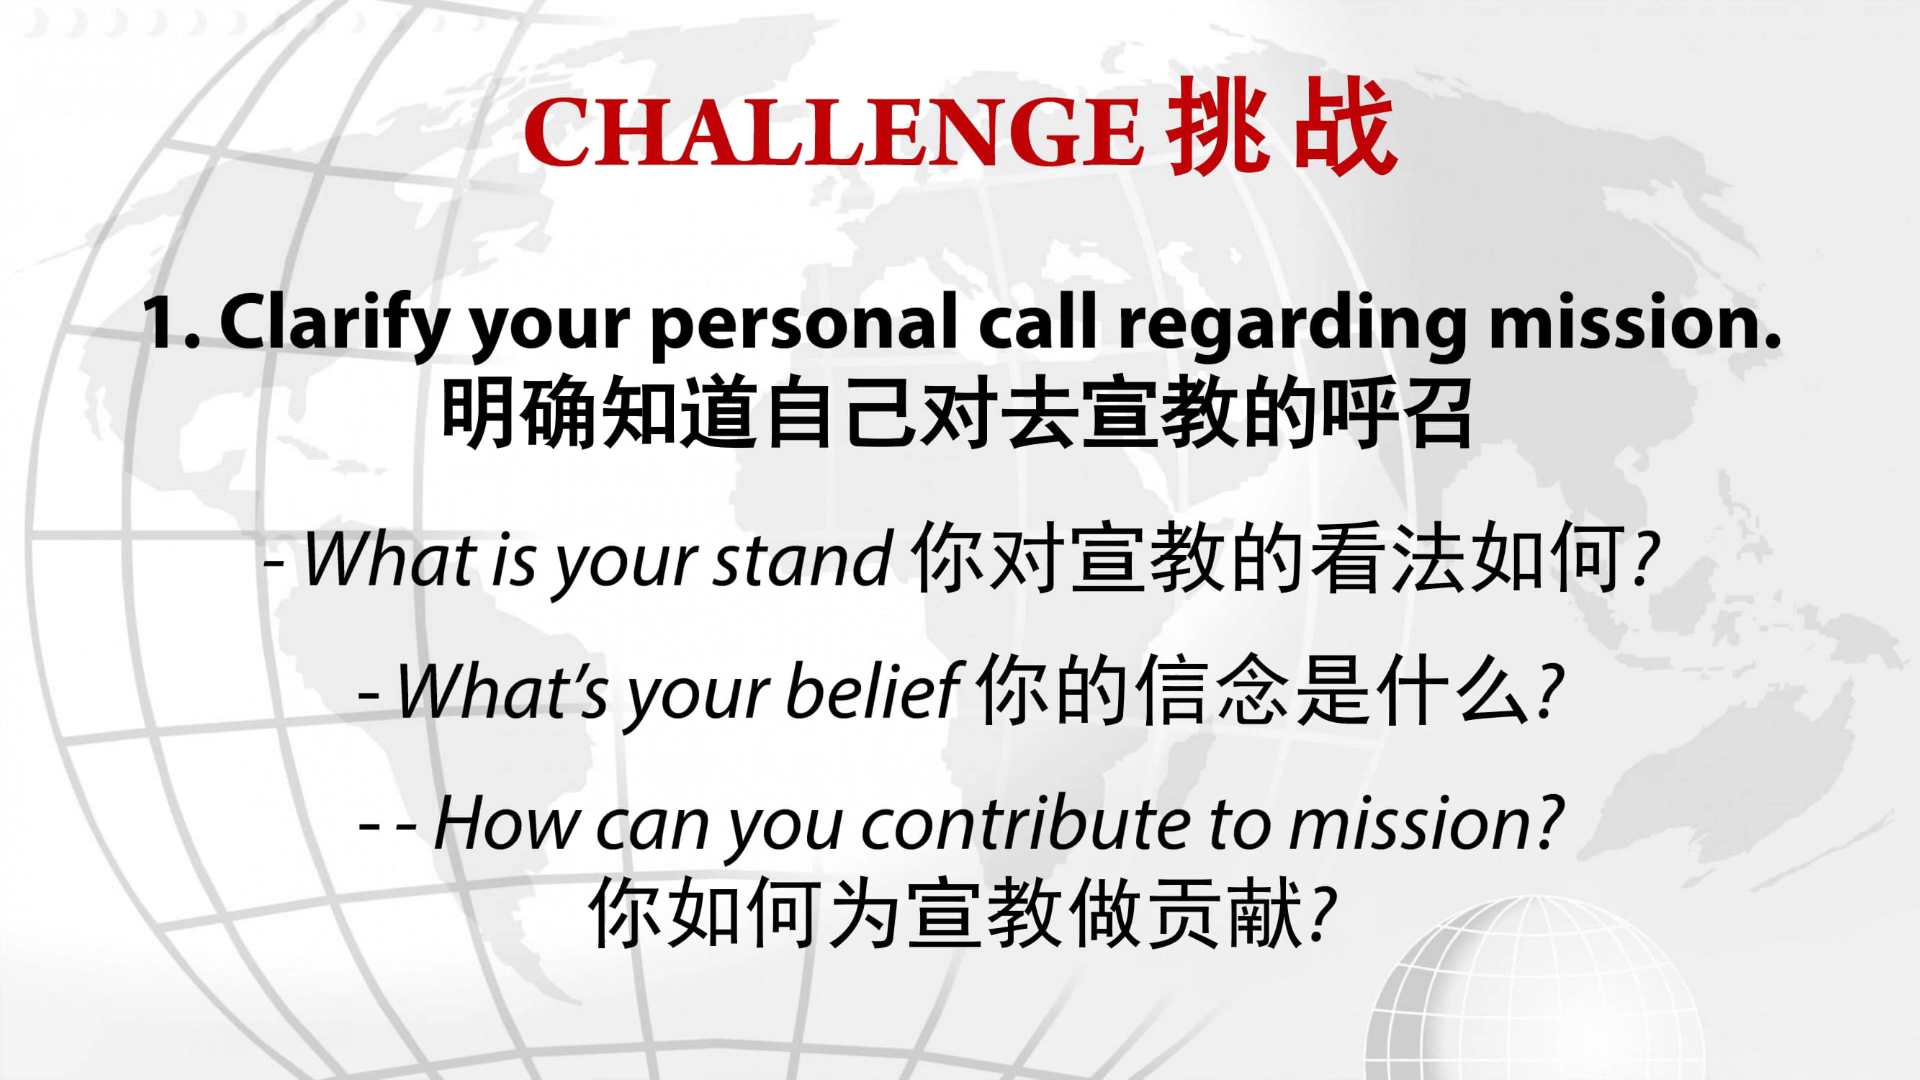 CHALLENGE 挑战
1. Clarify your personal call regarding mission.
明确知道自己对去宣教的呼召
- What is your stand 你对宣教的看法如何?
- What’s your belief 你的信念是什么?
- - How can you contribute to mission?
你如何为宣教做贡献?